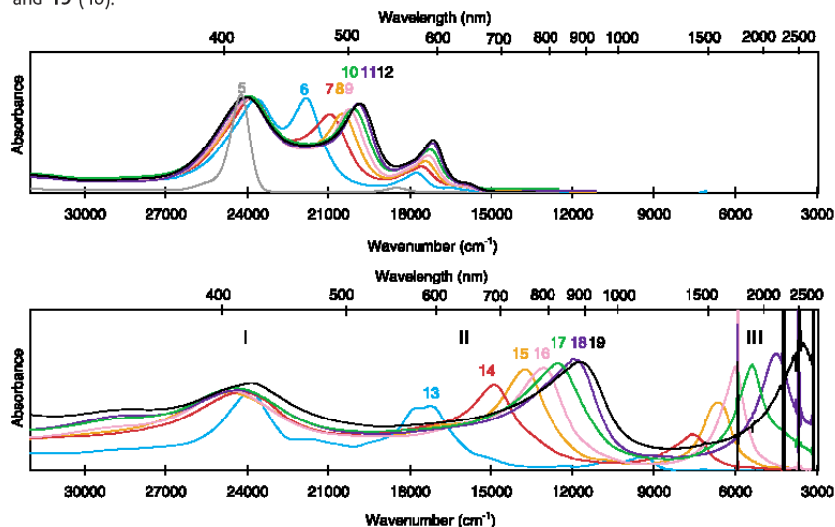 and 19 (10).
Wavelength (nm)
400 500 600 700 800 900 1000 1500 2000 2500
Absorbance
5 6 7 8 9 10 11 12
30000 27000 24000 21000 18000 15000 12000 9000 6000 3000
Wavenumber (cm-1)
Wavelength (nm)
400 500 600 700 800 900 1000 1500 2000 2500
Absorbance
I II III
13 14 15 16 17 18 19
30000 27000 24000 21000 18000 15000 12000 9000 6000 3000
Wavenumber (cm-1)